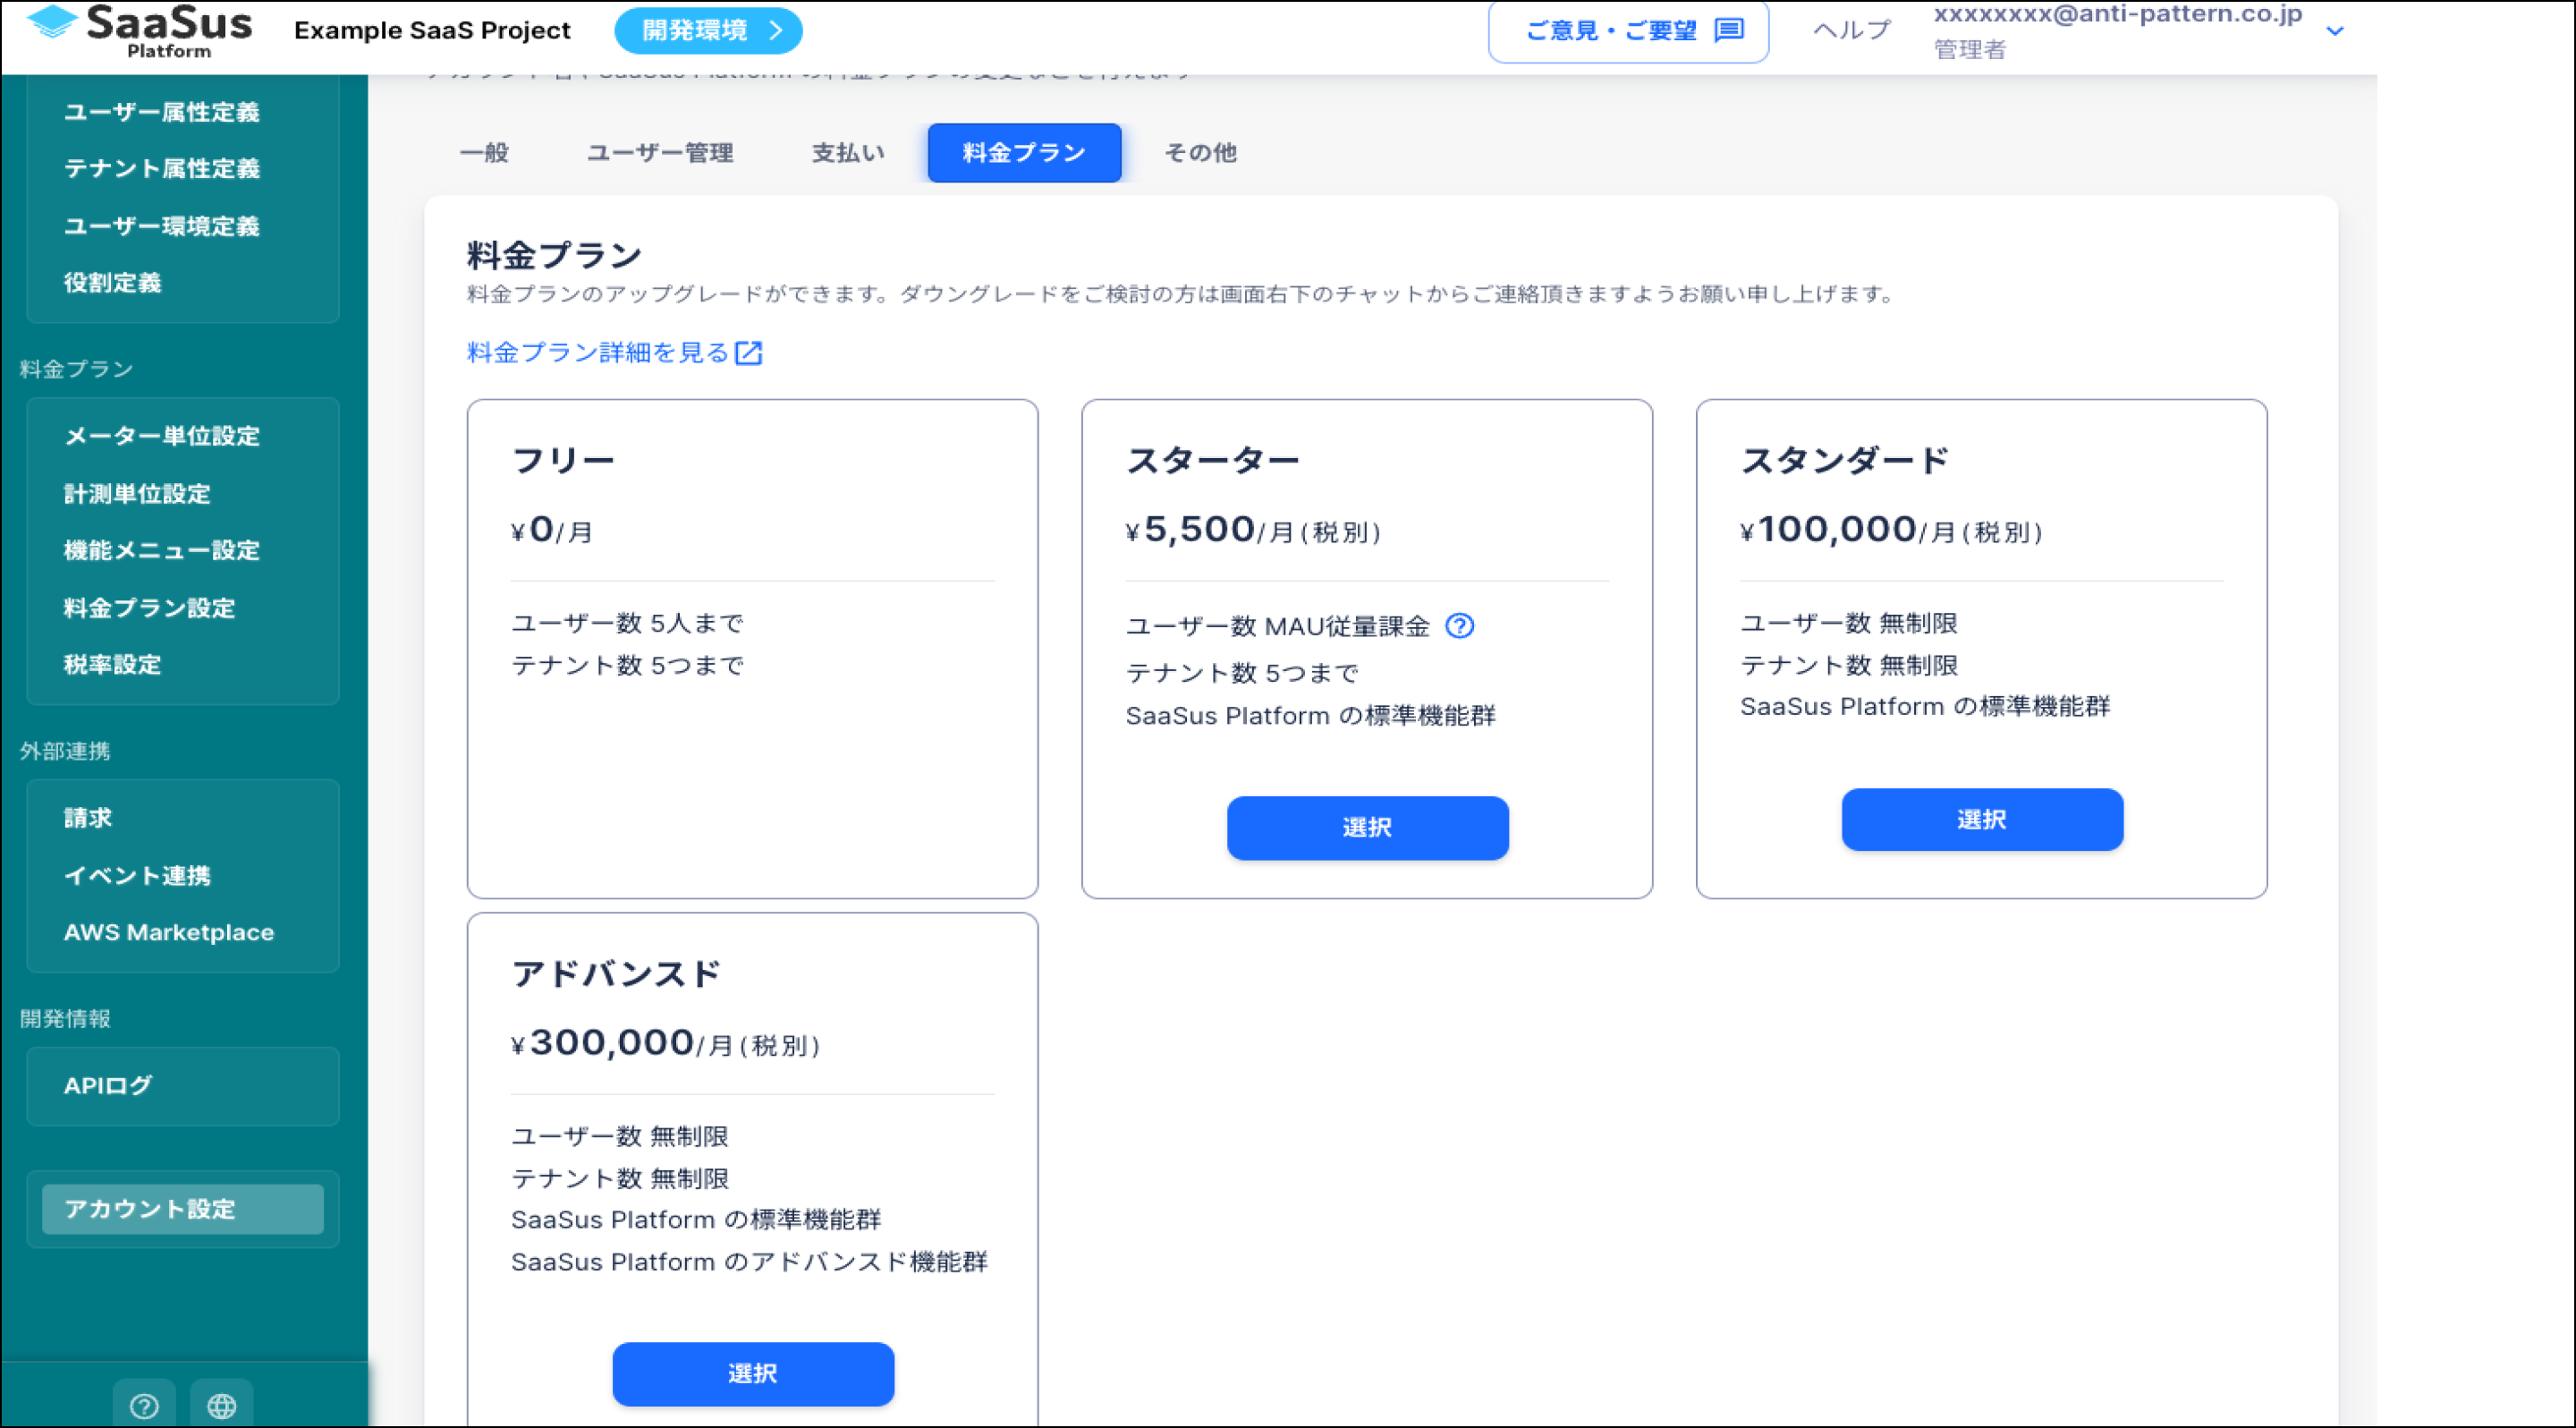 SaaSus
Platform
Example SaaS Project
開発環境
ご意見・ご要望
ヘルプ
xxxxxxxx@anti-pattern.co.jp
管理者
ユーザー属性定義
テナント属性定義
ユーザー環境定義
役割定義
料金プラン
メーター単位設定
計測単位設定
機能メニュー設定
料金プラン設定
税率設定
外部連携
請求
イベント連携
AWS Marketplace
開発情報
APIログ
アカウント設定
一般
ユーザー管理
支払い
料金プラン
その他
料金プラン
料金プランのアップグレードができます。ダウングレードをご検討の方は画面右下のチャットからご連絡頂きますようお願い申し上げます。
料金プラン詳細を見る
フリー
¥0/月
ユーザー数 5人まで
テナント数 5つまで
スターター
¥5,500/月(税別)
ユーザー数 MAU従量課金
テナント数 5つまで
SaaSus Platform の標準機能群
選択
スタンダード
¥100,000/月(税別)
ユーザー数 無制限
テナント数 無制限
SaaSus Platform の標準機能群
選択
アドバンスド
¥300,000/月(税別)
ユーザー数 無制限
テナント数 無制限
SaaSus Platform の標準機能群
SaaSus Platform のアドバンスド機能群
選択